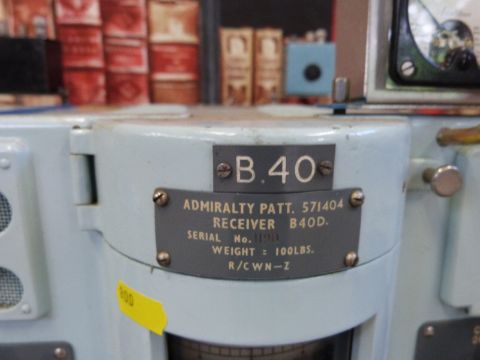 B.40
ADMIRALTY PATT. 571404
RECEIVER B40D.
SERIAL No.
WEIGHT = 100LBS.
R/CWN-Z